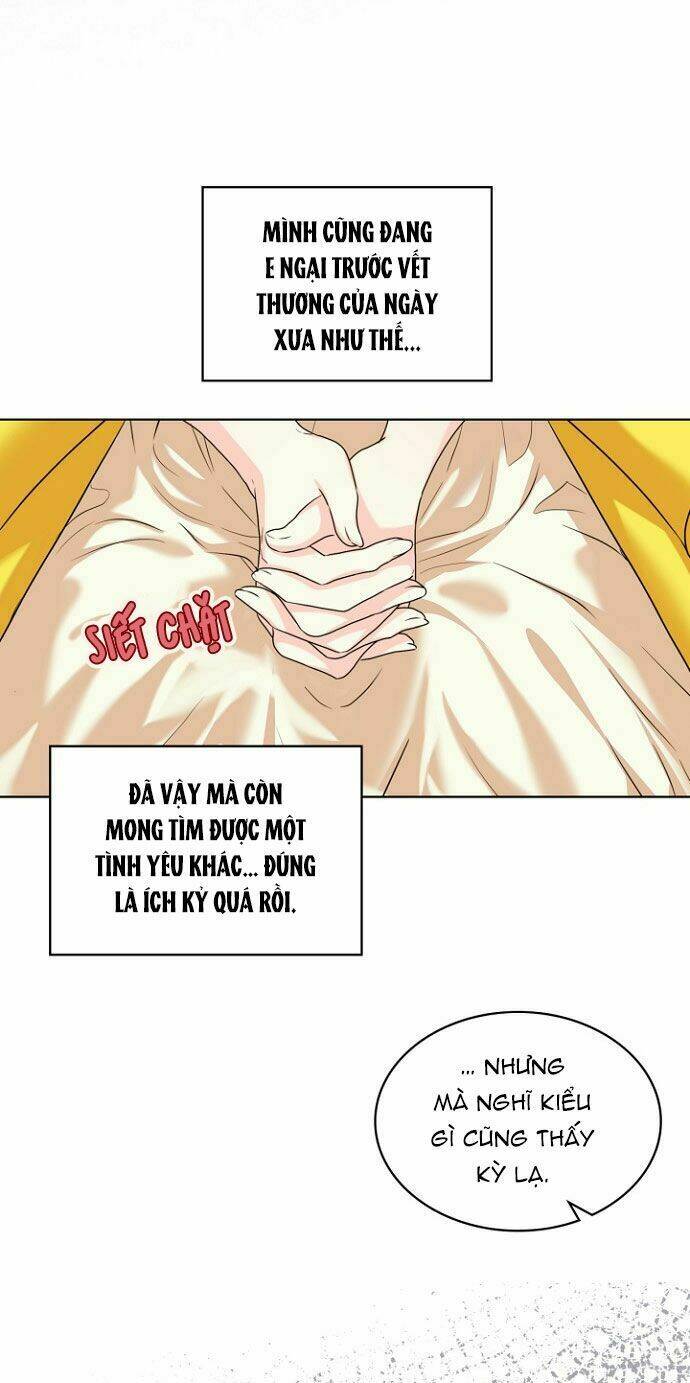 MÌNH CŨNG ĐANG
E NGẠI TRƯỚC VẾT
THƯƠNG CỦA NGÀY
XƯA NHƯ THẾ...
SIẾT CHẶT
ĐÃ VẬY MÀ CÒN
MONG TÌM ĐƯỢC MỘT
TÌNH YÊU KHÁC... ĐÚNG
LÀ ÍCH KỶ QUÁ RỒI.
... NHƯNG
MÀ NGHĨ KIỂU
GÌ CŨNG THẤY
KỲ LẠ.